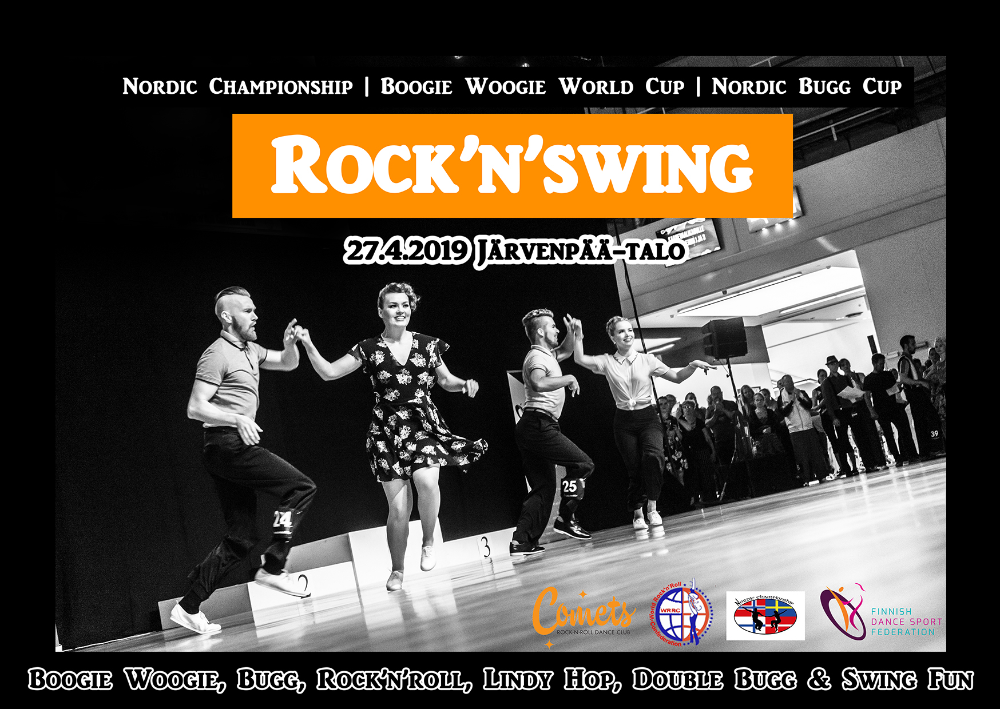 Nordic Championship | Boogie Woogie World Cup | Nordic Bugg Cup
Rock'n'swing
27.4.2019 Järvenpää-talo
39
25
24
3
2
Comets
ROCK-N-ROLL DANCE CLUB
World Rock'n'Roll
WRRC
Confederation
Nordic Championship
FINNISH
DANCE SPORT
FEDERATION
Boogie Woogie, Bugg, Rock'n'roll, Lindy Hop, Double Bugg & Swing Fun